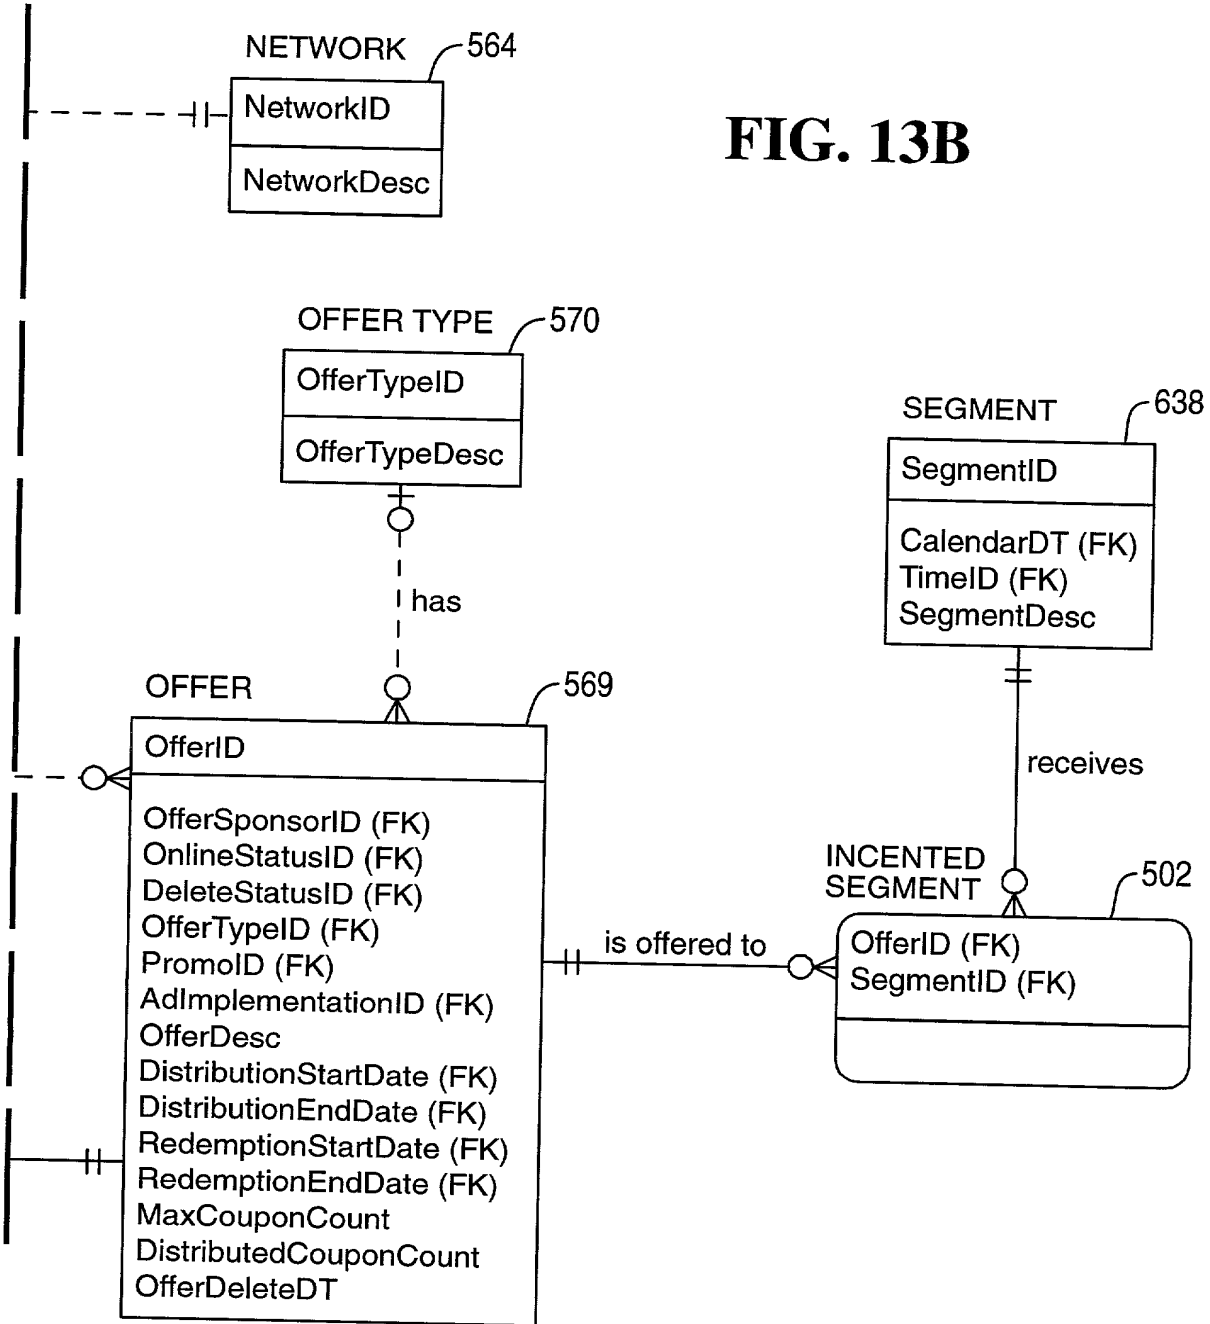 NETWORK
564
NetworkID
NetworkDesc
FIG. 13B
OFFER TYPE
570
OfferTypeID
OfferTypeDesc
has
SEGMENT
638
SegmentID
CalendarDT (FK)
TimeID (FK)
SegmentDesc
receives
OFFER
569
OfferID
OfferSponsorID (FK)
OnlineStatusID (FK)
DeleteStatusID (FK)
OfferTypeID (FK)
PromoID (FK)
AdImplementationID (FK)
OfferDesc
DistributionStartDate (FK)
DistributionEndDate (FK)
RedemptionStartDate (FK)
RedemptionEndDate (FK)
MaxCouponCount
DistributedCouponCount
OfferDeleteDT
is offered to
INCENTED
SEGMENT
502
OfferID (FK)
SegmentID (FK)